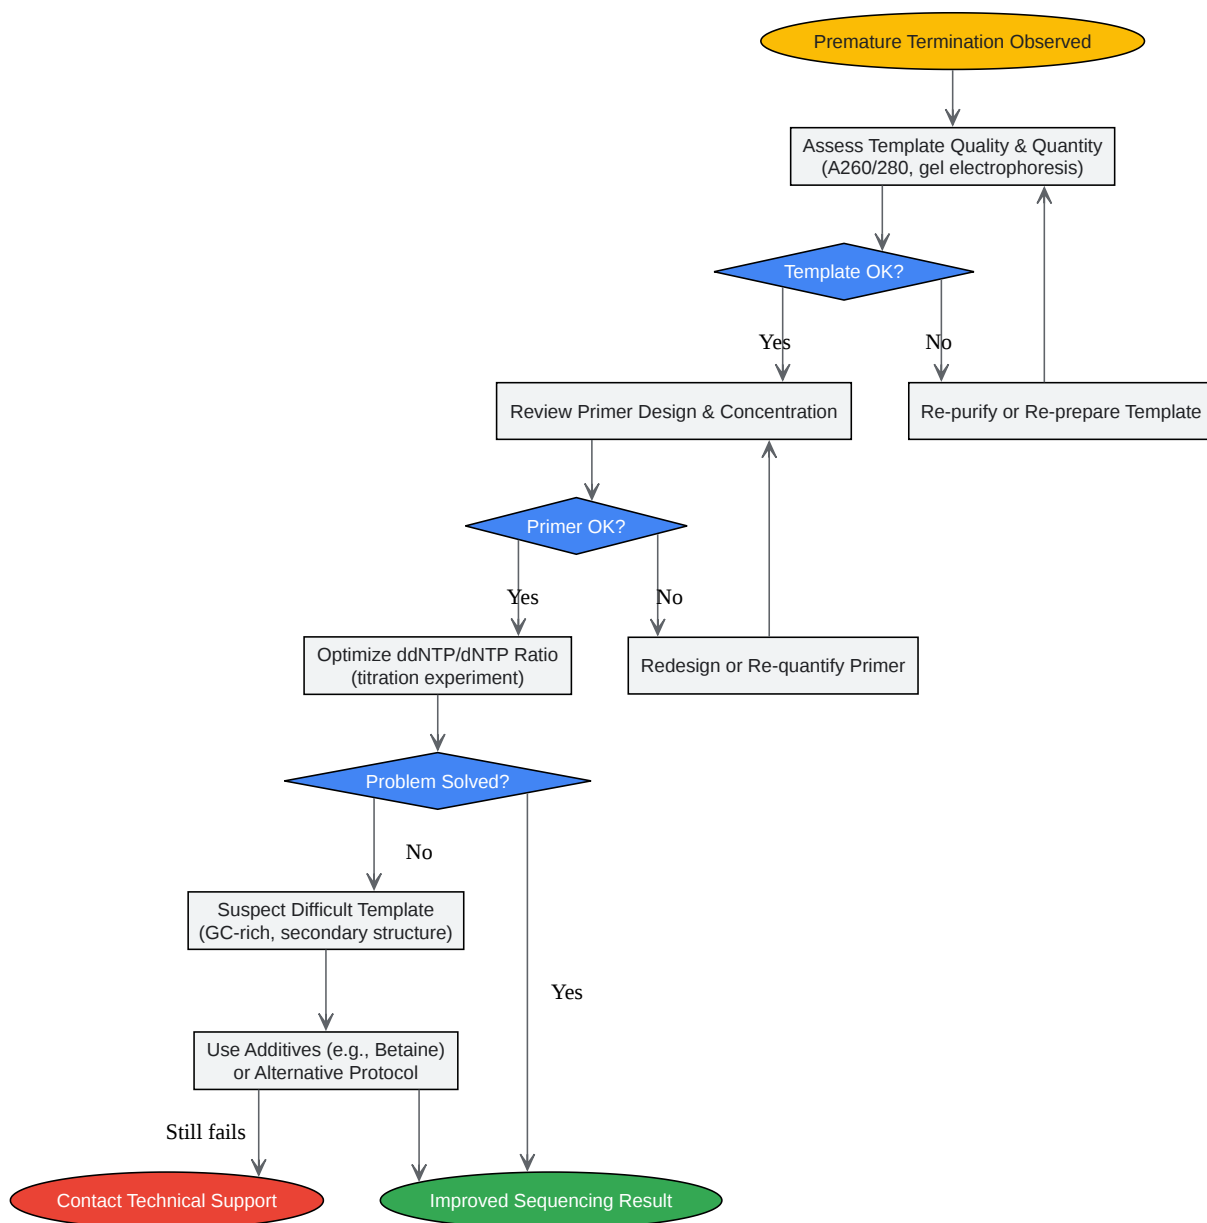 Premature Termination Observed
Assess Template Quality & Quantity
(A260/280, gel electrophoresis)
Template OK?
Yes
No
Review Primer Design & Concentration
Re-purify or Re-prepare Template
Primer OK?
Yes
No
Optimize ddNTP/dNTP Ratio
(titration experiment)
Redesign or Re-quantify Primer
Problem Solved?
No
Suspect Difficult Template
(GC-rich, secondary structure)
Yes
Use Additives (e.g., Betaine)
or Alternative Protocol
Still fails
Contact Technical Support
Improved Sequencing Result